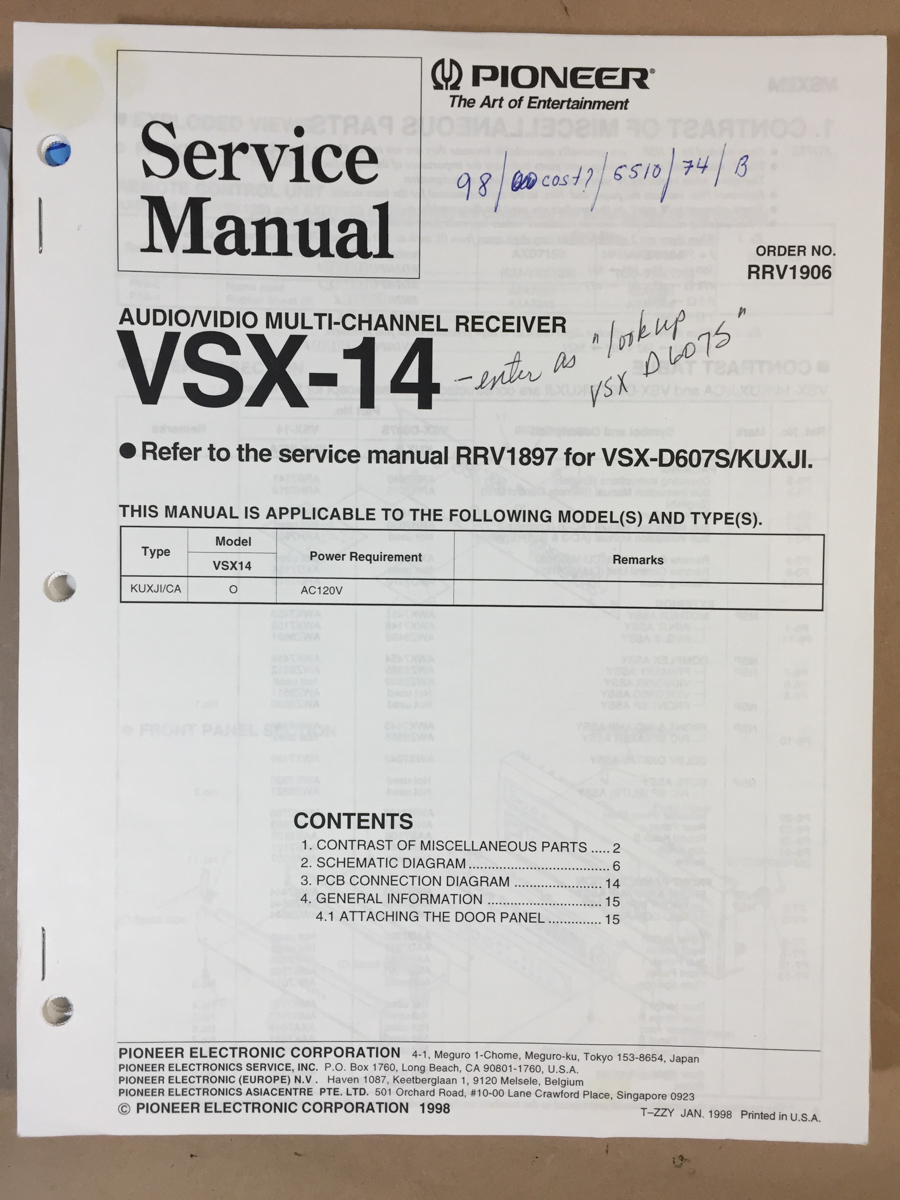 PIONEER®
The Art of Entertainment
Service
Manual
98/00cost?/6510/74/B
ORDER NO.
RRV1906
AUDIO/VIDIO MULTI-CHANNEL RECEIVER
VSX-14
-enter as "lookup
VSX D607S"
● Refer to the service manual RRV1897 for VSX-D607S/KUXJI.
THIS MANUAL IS APPLICABLE TO THE FOLLOWING MODEL(S) AND TYPE(S).
Type Model Power Requirement Remarks
VSX14
KUXJI/CA O AC120V
CONTENTS
1. CONTRAST OF MISCELLANEOUS PARTS ..... 2
2. SCHEMATIC DIAGRAM ................................... 6
3. PCB CONNECTION DIAGRAM ...................... 14
4. GENERAL INFORMATION ............................ 15
4.1 ATTACHING THE DOOR PANEL ............. 15
PIONEER ELECTRONIC CORPORATION 4-1, Meguro 1-Chome, Meguro-ku, Tokyo 153-8654, Japan
PIONEER ELECTRONICS SERVICE, INC. P.O. Box 1760, Long Beach, CA 90801-1760, U.S.A.
PIONEER ELECTRONIC (EUROPE) N.V. Haven 1087, Keetberglaan 1, 9120 Melsele, Belgium
PIONEER ELECTRONICS ASIACENTRE PTE. LTD. 501 Orchard Road, #10-00 Lane Crawford Place, Singapore 0923
© PIONEER ELECTRONIC CORPORATION 1998
T–ZZY JAN. 1998 Printed in U.S.A.